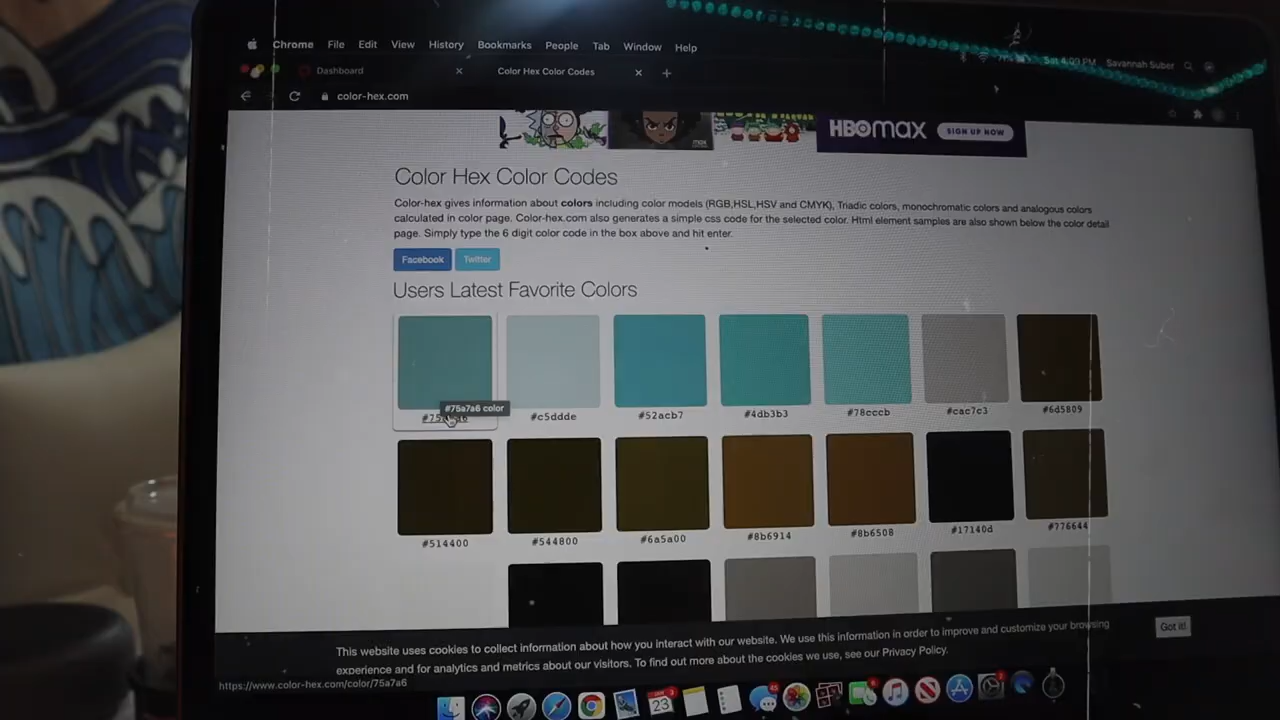 Chrome File Edit View History Bookmarks People Tab Window Help
Sat 4:09 PM Savannah Suber
Dashboard
Color Hex Color Codes
color-hex.com
HBOmax SIGN UP NOW
Color Hex Color Codes
Color-hex gives information about colors including color models (RGB,HSL,HSV and CMYK), Triadic colors, monochromatic colors and analogous colors
calculated in color page. Color-hex.com also generates a simple css code for the selected color. Html element samples are also shown below the color detail
page. Simply type the 6 digit color code in the box above and hit enter.
Facebook Twitter
Users Latest Favorite Colors
#75a7a6 color
#c5ddde #52acb7 #4db3b3 #78cccb #cac7c3 #6d5809
#514400 #544800 #6a5a00 #8b6914 #8b6508 #17140d #776644
This website uses cookies to collect information about how you interact with our website. We use this information in order to improve and customize your browsing
experience and for analytics and metrics about our visitors. To find out more about the cookies we use, see our Privacy Policy.
Got it!
https://www.color-hex.com/color/75a7a6
23